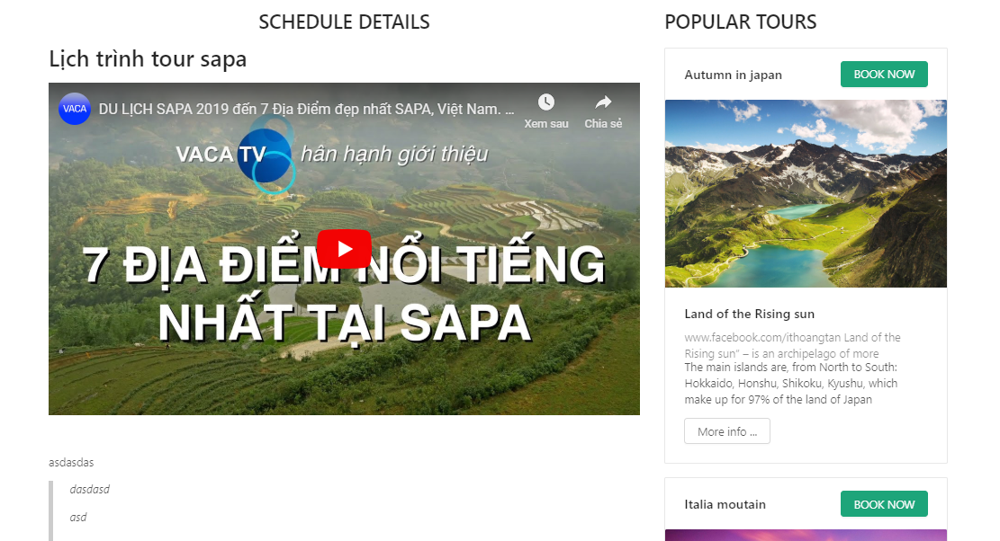 SCHEDULE DETAILS
Lịch trình tour sapa
VACA
DU LỊCH SAPA 2019 đến 7 Địa Điểm đẹp nhất SAPA, Việt Nam. ...
Xem sau
Chia sẻ
VACA TV hân hạnh giới thiệu
7 ĐỊA ĐIỂM NỔI TIẾNG
NHẤT TẠI SAPA
asdasdas
dasdasd
asd
POPULAR TOURS
Autumn in japan
BOOK NOW
Land of the Rising sun
www.facebook.com/ithoangtan Land of the
Rising sun" – is an archipelago of more
The main islands are, from North to South:
Hokkaido, Honshu, Shikoku, Kyushu, which
make up for 97% of the land of Japan
More info ...
Italia moutain
BOOK NOW